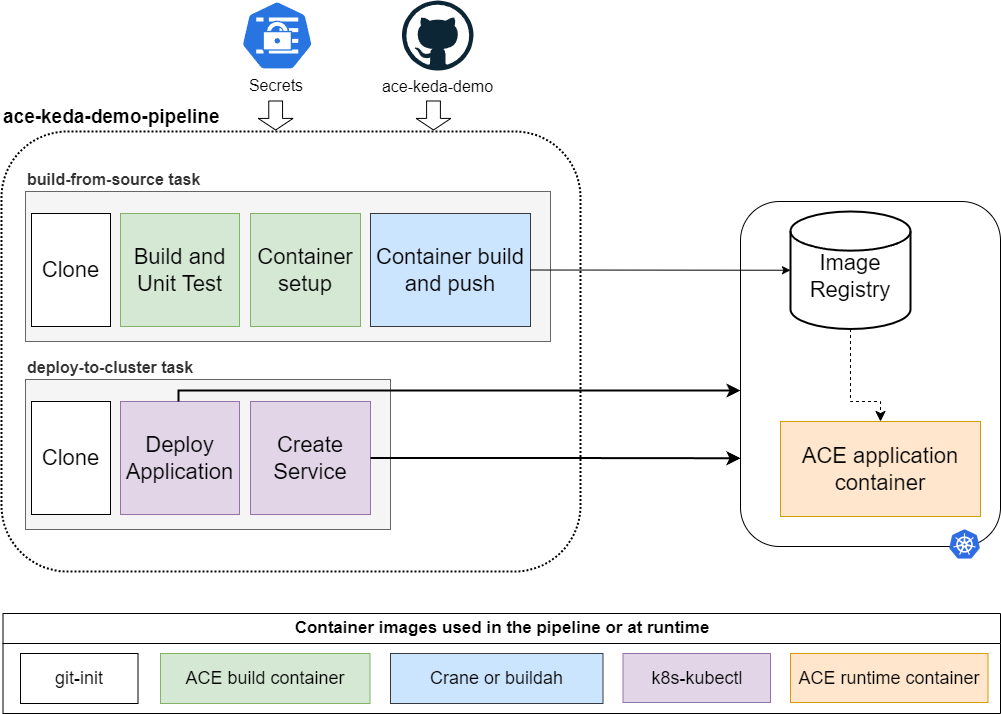 Secrets
ace-keda-demo
ace-keda-demo-pipeline
build-from-source task
Clone
Build and
Unit Test
Container
setup
Container build
and push
Image
Registry
deploy-to-cluster task
Clone
Deploy
Application
Create
Service
ACE application
container
Container images used in the pipeline or at runtime
git-init
ACE build container
Crane or buildah
k8s-kubectl
ACE runtime container